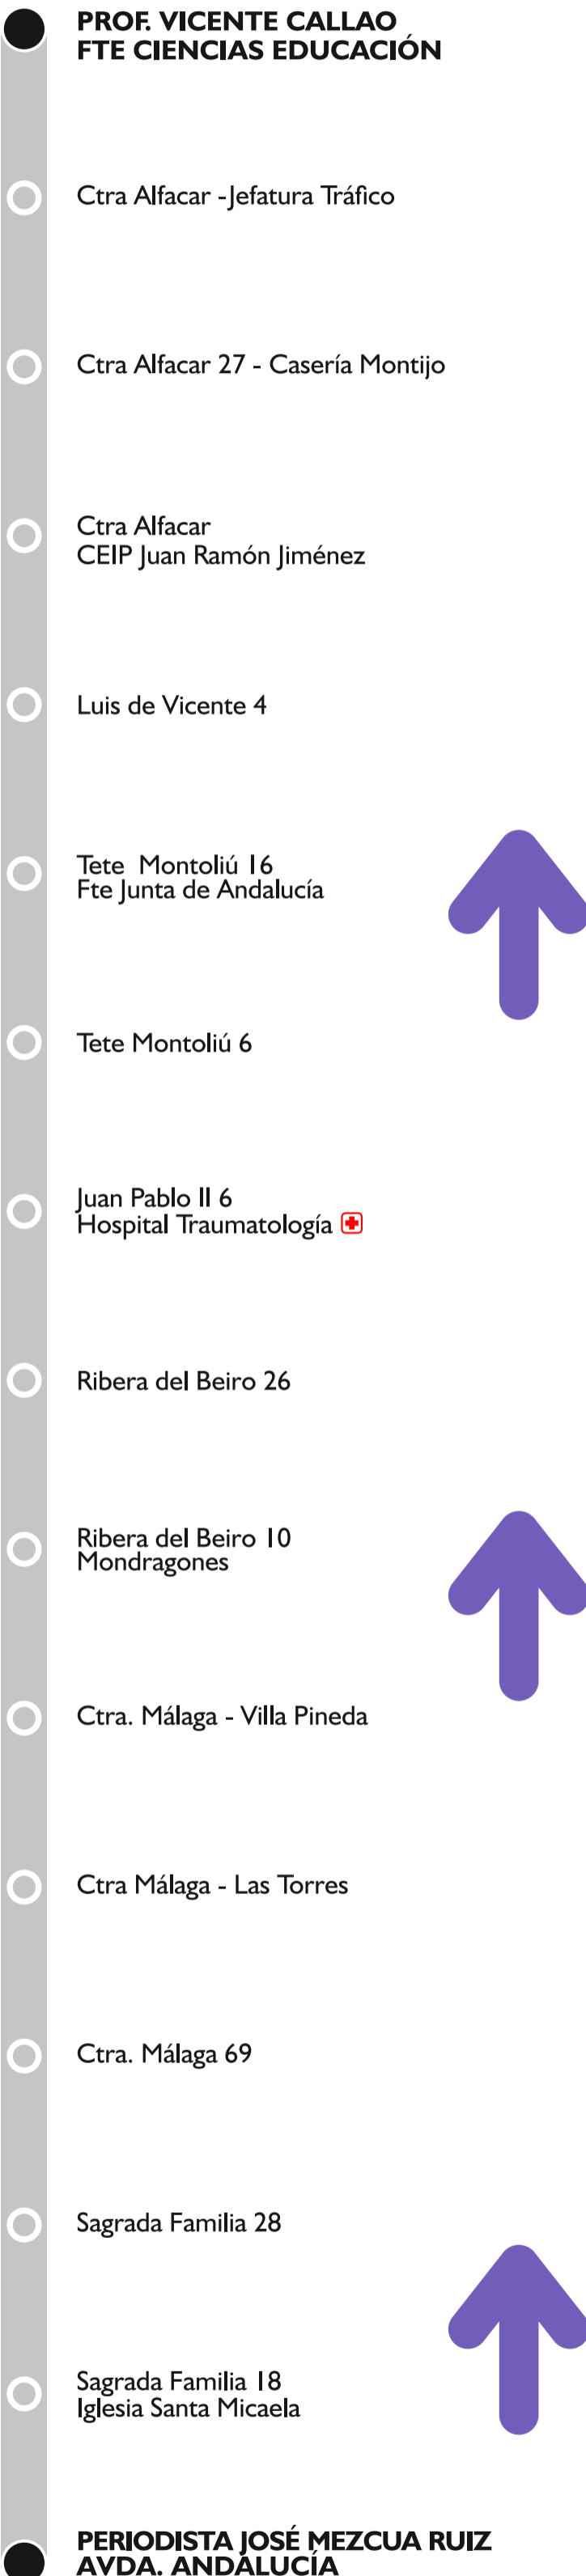 PROF. VICENTE CALLAO
FTE CIENCIAS EDUCACIÓN
Ctra Alfacar -Jefatura Tráfico
Ctra Alfacar 27 - Casería Montijo
Ctra Alfacar
CEIP Juan Ramón Jiménez
Luis de Vicente 4
Tete Montoliú 16
Fte Junta de Andalucía
Tete Montoliú 6
Juan Pablo II 6
Hospital Traumatología
Ribera del Beiro 26
Ribera del Beiro 10
Mondragones
Ctra. Málaga - Villa Pineda
Ctra Málaga - Las Torres
Ctra. Málaga 69
Sagrada Familia 28
Sagrada Familia 18
Iglesia Santa Micaela
PERIODISTA JOSÉ MEZCUA RUIZ
AVDA. ANDALUCÍA